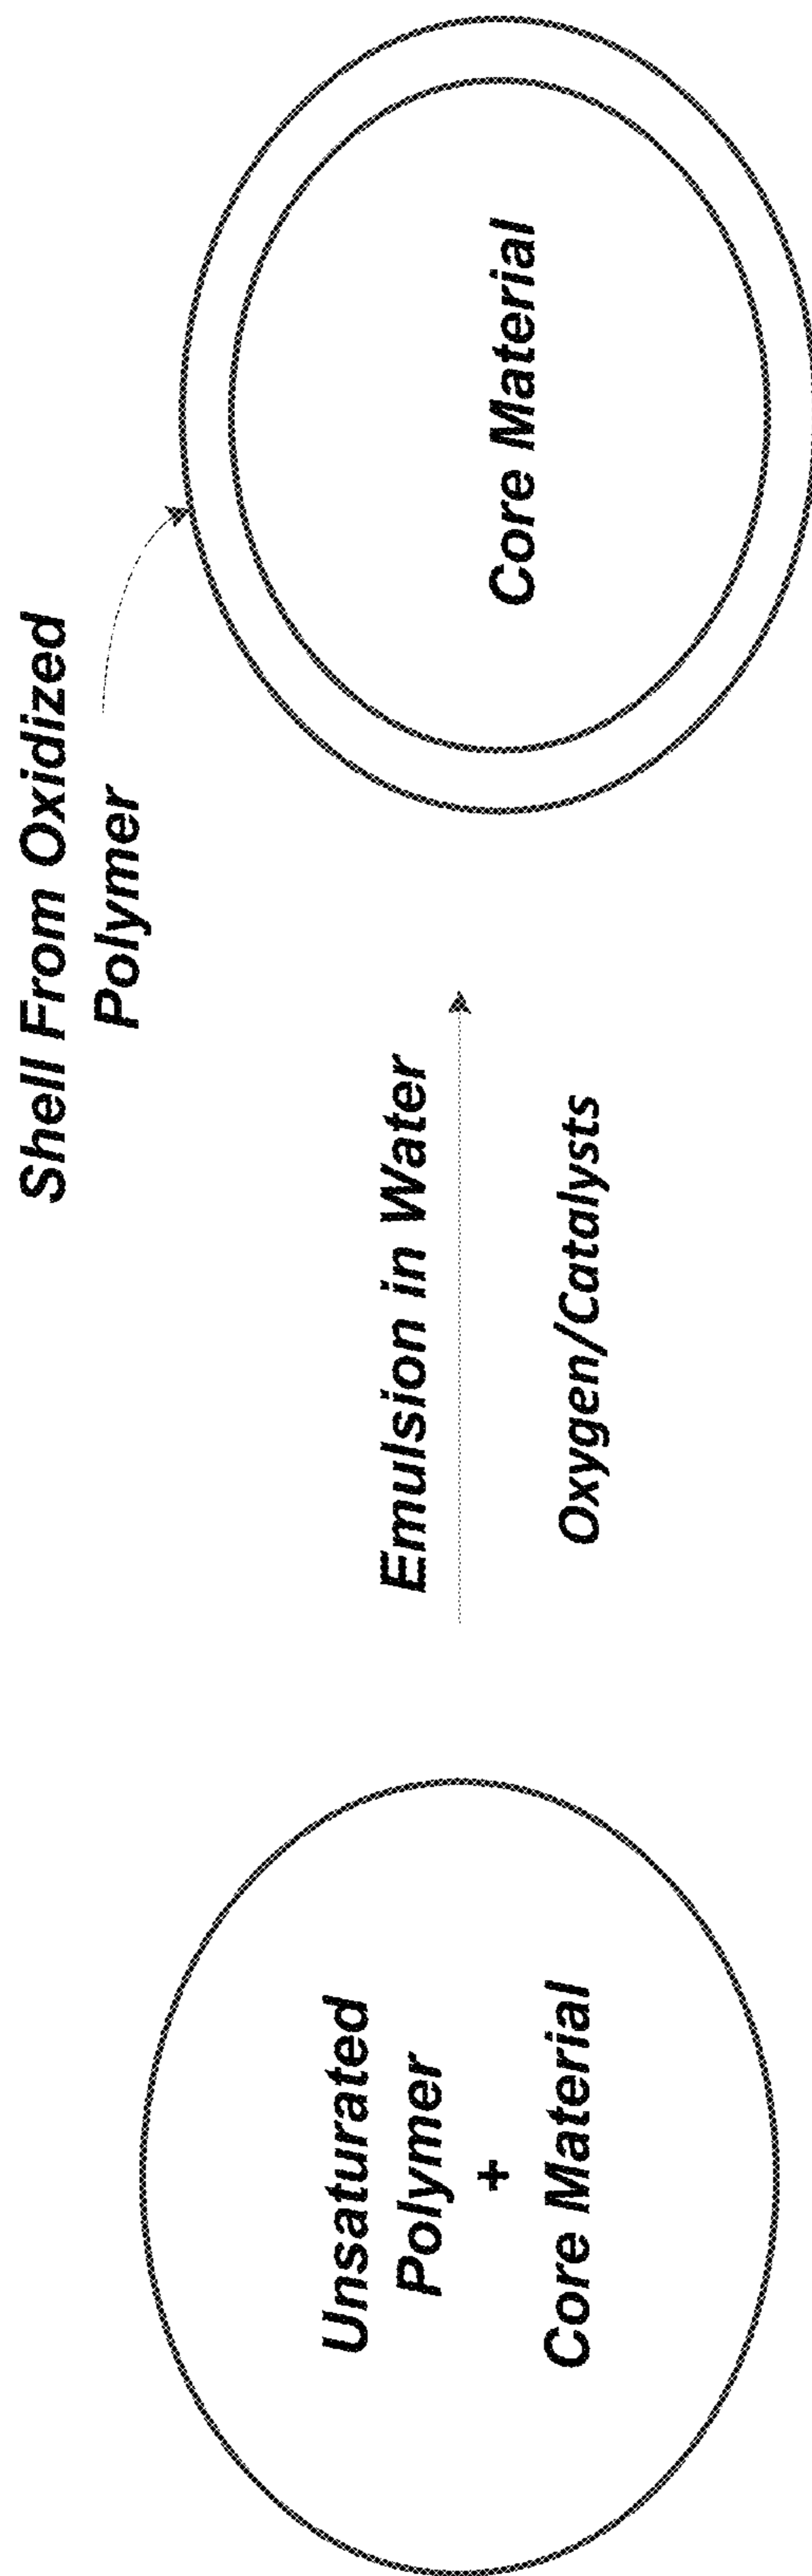 Unsaturated
Polymer
+
Core Material
Emulsion in Water
Oxygen/Catalysts
Shell From Oxidized
Polymer
Core Material